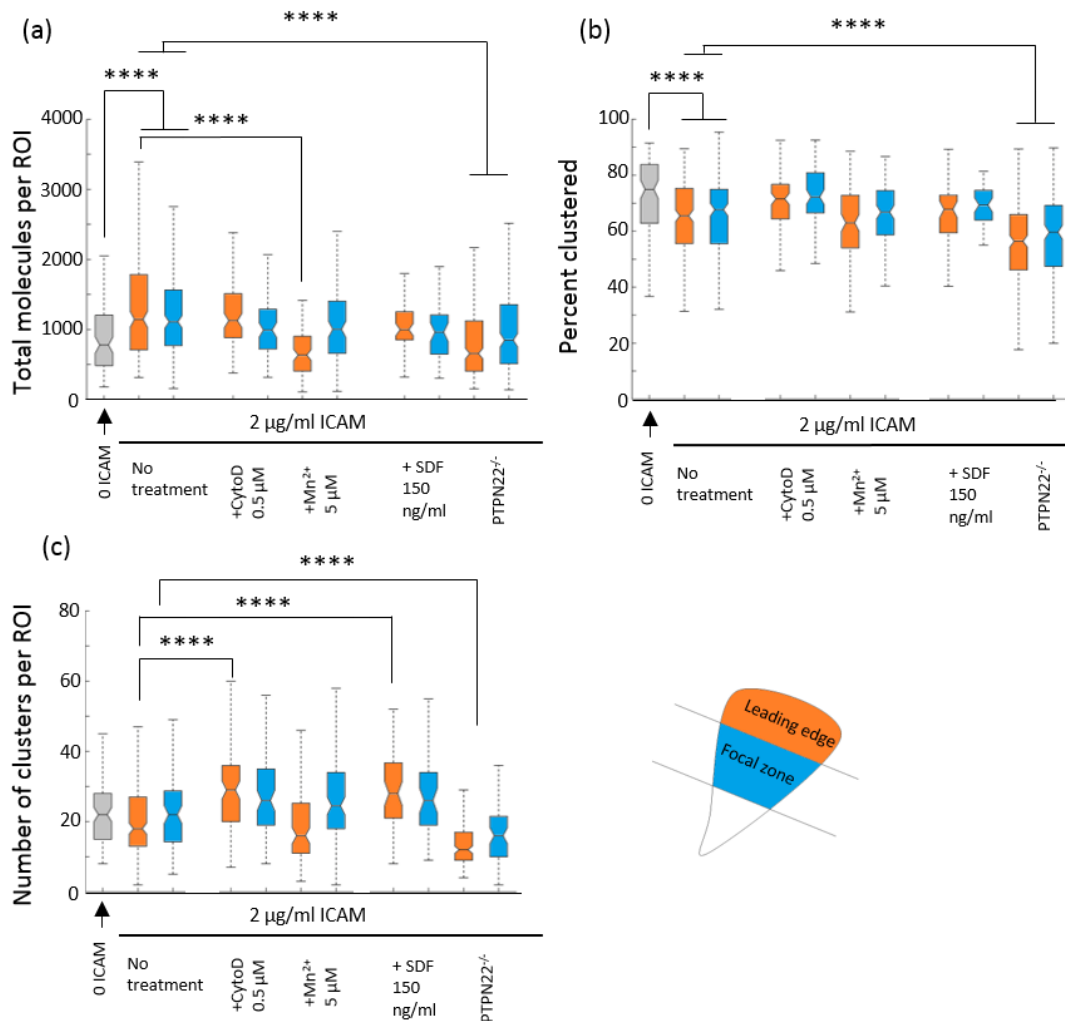 (a)
****
****
****
Total molecules per ROI
4000
3000
2000
1000
0
0 ICAM
2 µg/ml ICAM
No
treatment
+CytoD
0.5 µM
+Mn²⁺
5 µM
+ SDF
150
ng/ml
PTPN22⁻/⁻
(b)
****
****
Percent clustered
100
80
60
40
20
0
0 ICAM
2 µg/ml ICAM
No
treatment
+CytoD
0.5 µM
+Mn²⁺
5 µM
+ SDF
150
ng/ml
PTPN22⁻/⁻
(c)
****
****
****
Number of clusters per ROI
80
60
40
20
0
0 ICAM
2 µg/ml ICAM
No
treatment
+CytoD
0.5 µM
+Mn²⁺
5 µM
+ SDF
150
ng/ml
PTPN22⁻/⁻
Leading edge
Focal zone